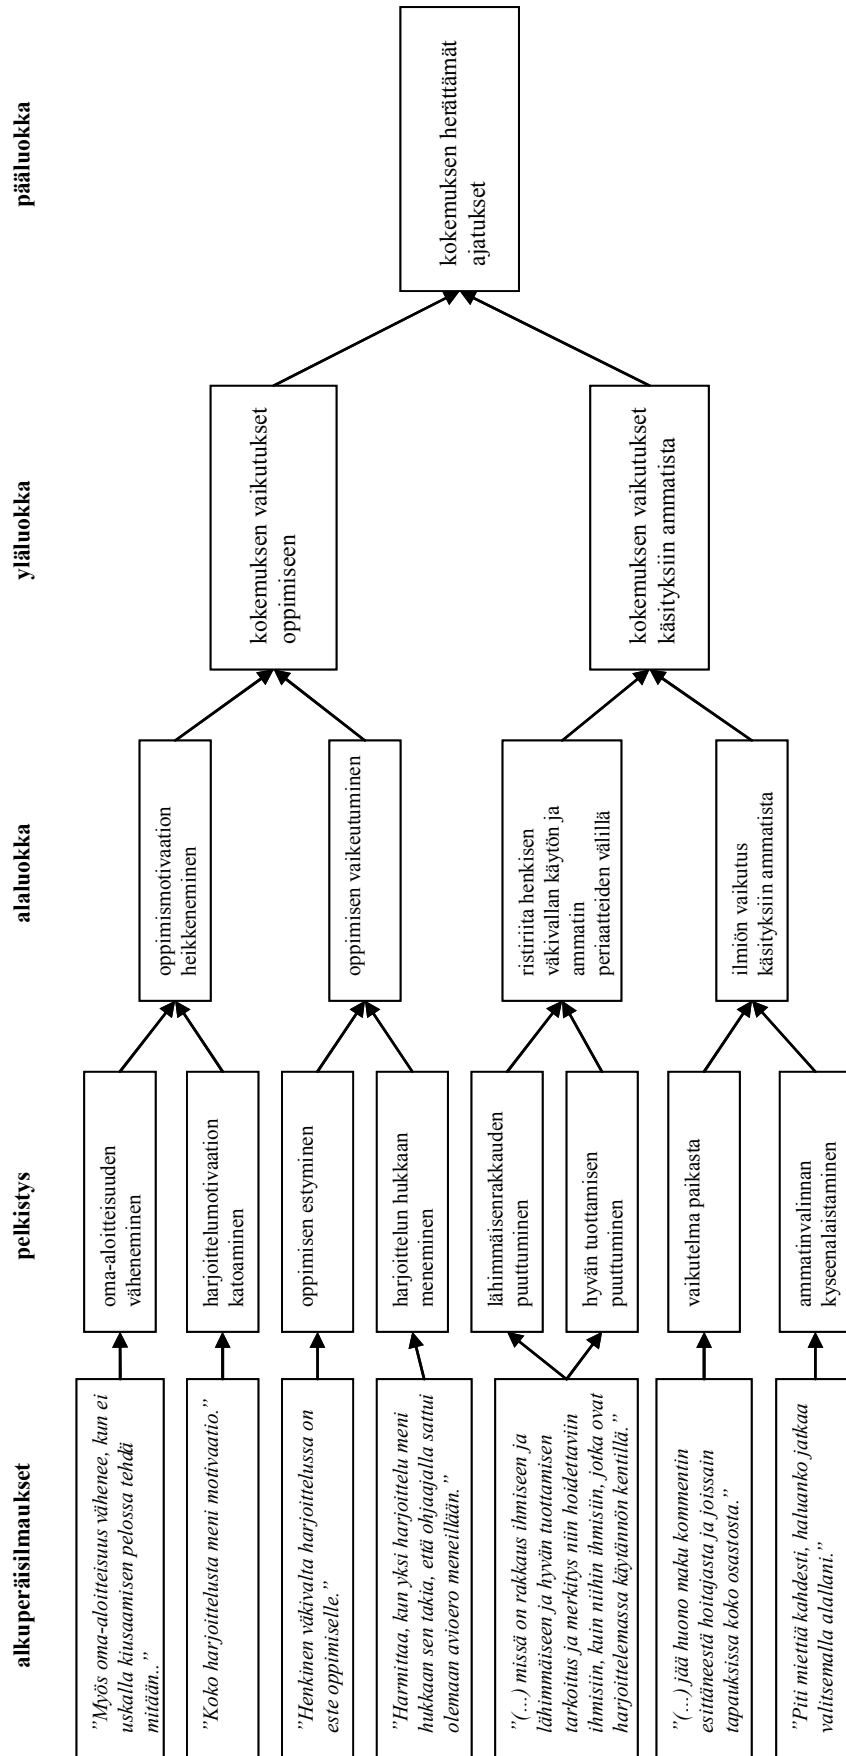 alkuperäisilmaukset
pelkistys
alaluokka
yläluokka
pääluokka
"Myös oma-aloitteisuus vähenee, kun ei
uskalla kiusaamisen pelossa tehdä
mitään.."
"Koko harjoittelusta meni motivaatio."
"Henkinen väkivalta harjoittelussa on
este oppimiselle."
"Harmittaa, kun yksi harjoittelu meni
hukkaan sen takia, että ohjaajalla sattui
olemaan avioero meneillään."
"(...) missä on rakkaus ihmiseen ja
lähimmäiseen ja hyvän tuottamisen
tarkoitus ja merkitys niin hoidettaviin
ihmisiin, kuin niihin ihmisiin, jotka ovat
harjoittelemassa käytännön kentillä."
"(...) jää huono maku kommentin
esittäneestä hoitajasta ja joissain
tapauksissa koko osastosta."
"Piti miettiä kahdesti, haluanko jatkaa
valitsemalla alallani."
oma-aloitteisuuden
väheneminen
harjoittelumotivaation
katoaminen
oppimisen estyminen
harjoittelun hukkaan
meneminen
lähimmäisenrakkauden
puuttuminen
hyvän tuottamisen
puuttuminen
vaikutelma paikasta
ammatinvalinnan
kyseenalaistaminen
oppimismotivaation
heikkeneminen
oppimisen vaikeutuminen
ristiriita henkisen
väkivallan käytön ja
ammatin
periaatteiden välillä
ilmiön vaikutus
käsityksiin ammatista
kokemuksen vaikutukset
oppimiseen
kokemuksen vaikutukset
käsityksiin ammatista
kokemuksen herättämät
ajatukset